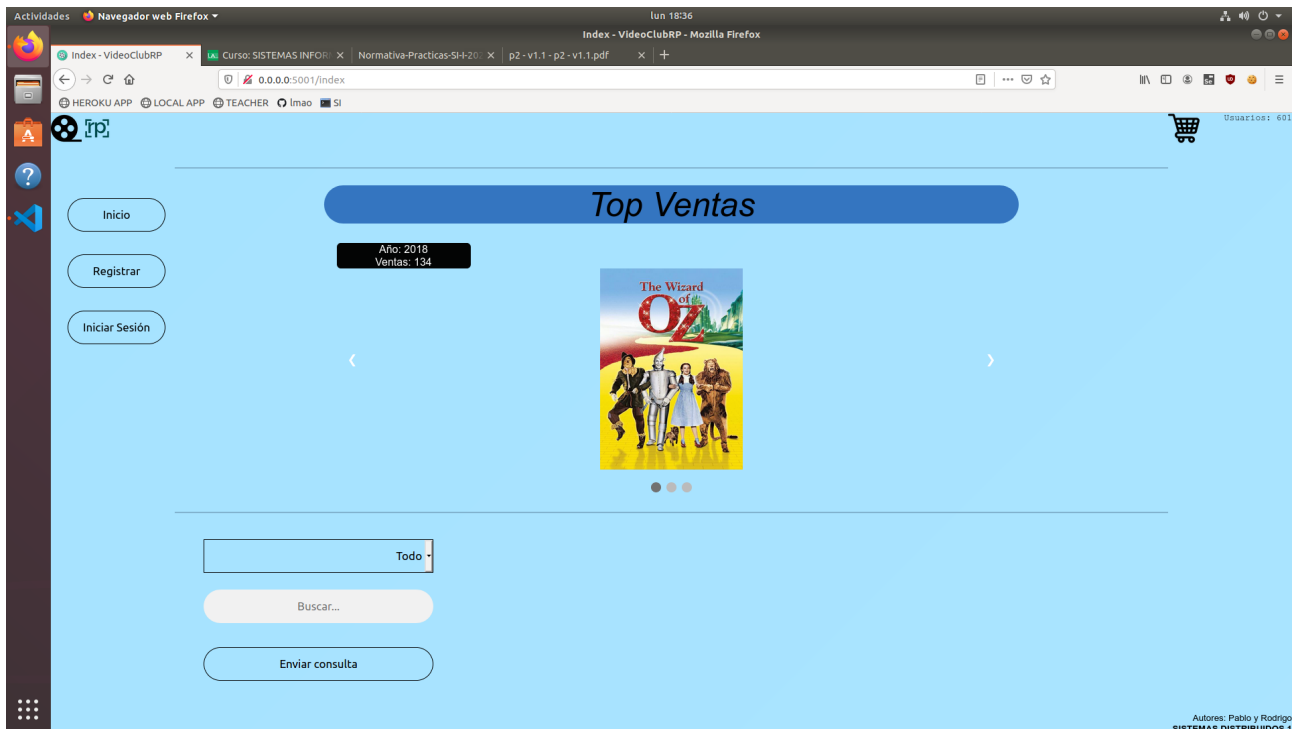 Actividades Navegador web Firefox lun 18:36
Index - VideoClubRP - Mozilla Firefox
Index - VideoClubRP Curso: SISTEMAS INFOR Normativa-Practicas-SI-I-20 p2 - v1.1 - p2 - v1.1.pdf
0.0.0.0:5001/index
HEROKU APP LOCAL APP TEACHER lmao SI
rp
Usuarios: 601
Top Ventas
Inicio
Año: 2018
Ventas: 134
Registrar
The Wizard
of
OZ
Iniciar Sesión
Todo
Buscar...
Enviar consulta
Autores: Pablo y Rodrigo
SISTEMAS DISTRIBUIDOS 1